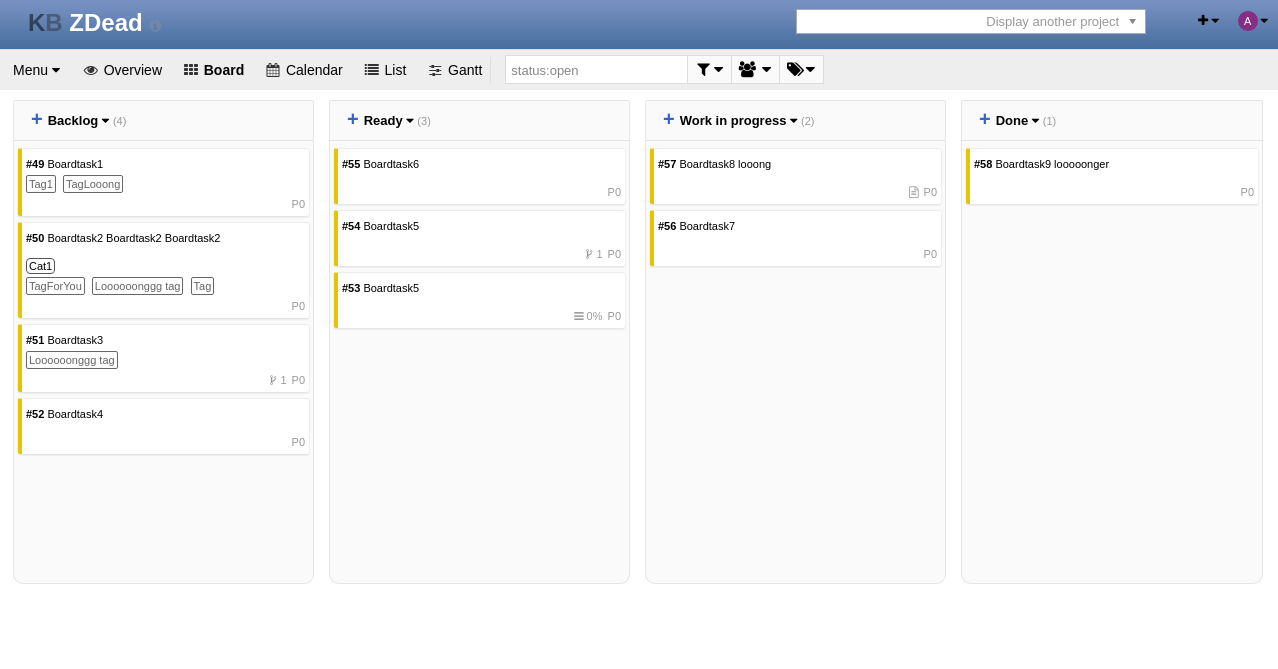 KB ZDead
Display another project
A
Menu Overview Board Calendar List Gantt status:open
Backlog (4)
#49 Boardtask1
Tag1 TagLooong
P0
#50 Boardtask2 Boardtask2 Boardtask2
Cat1
TagForYou Loooooonggg tag Tag
P0
#51 Boardtask3
Loooooonggg tag
1 P0
#52 Boardtask4
P0
Ready (3)
#55 Boardtask6
P0
#54 Boardtask5
1 P0
#53 Boardtask5
0% P0
Work in progress (2)
#57 Boardtask8 looong
P0
#56 Boardtask7
P0
Done (1)
#58 Boardtask9 looooonger
P0